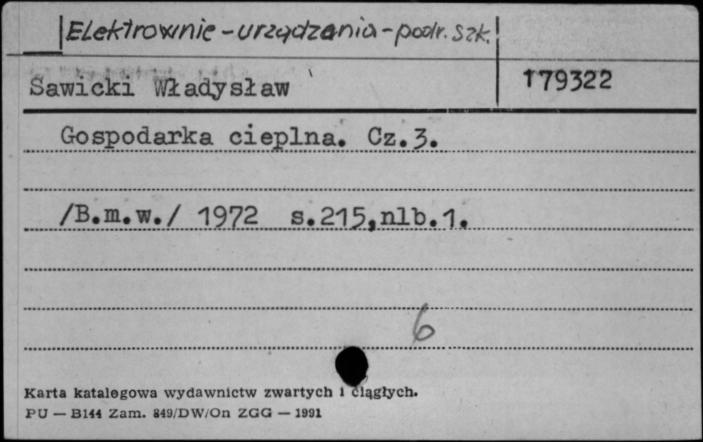 Elektrownie - urządzenia - podr. szk.
Sawicki Władysław
179322
Gospodarka cieplna. Cz.3.
/B.m.w./ 1972 s.215,nlb.1.
6
Karta katalogowa wydawnictw zwartych i ciągłych.
PU — B144 Zam. 849/DW/On ZGG — 1991